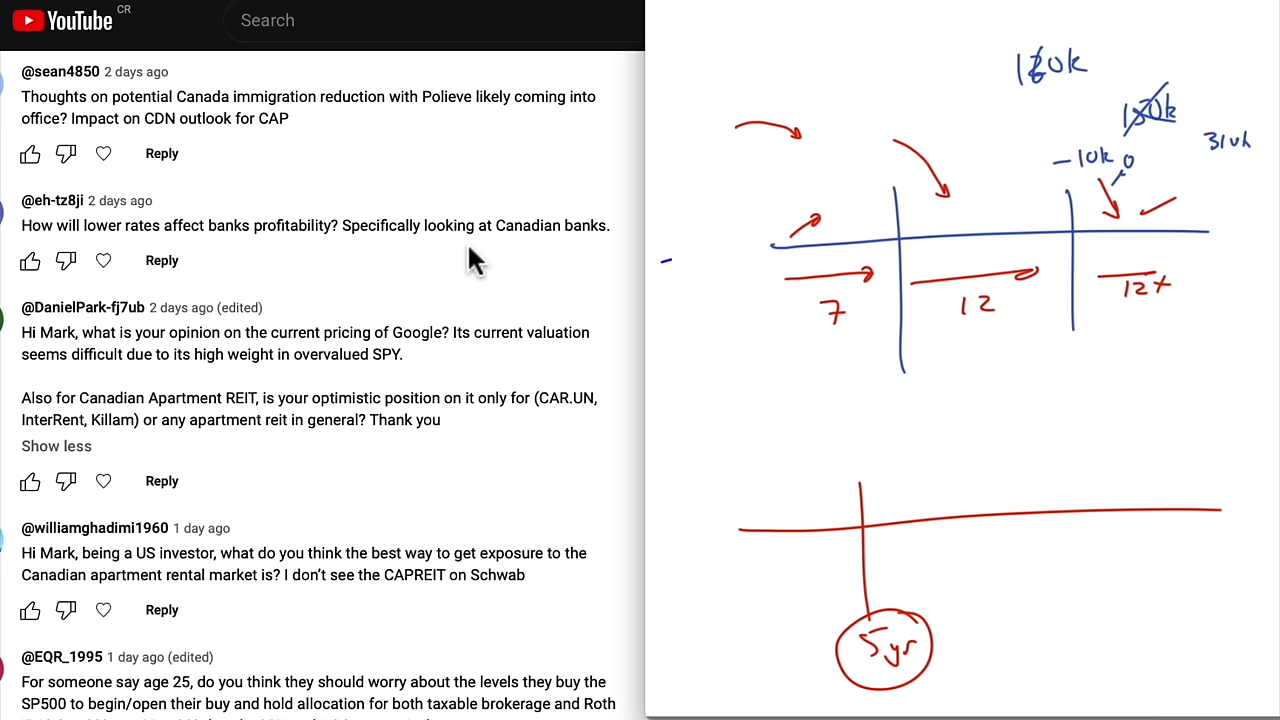 YouTube CR
Search
@sean4850 2 days ago
Thoughts on potential Canada immigration reduction with Polieve likely coming into
office? Impact on CDN outlook for CAP
Reply
@eh-tz8ji 2 days ago
How will lower rates affect banks profitability? Specifically looking at Canadian banks.
Reply
@DanielPark-fj7ub 2 days ago (edited)
Hi Mark, what is your opinion on the current pricing of Google? Its current valuation
seems difficult due to its high weight in overvalued SPY.
Also for Canadian Apartment REIT, is your optimistic position on it only for (CAR.UN,
InterRent, Killam) or any apartment reit in general? Thank you
Show less
Reply
@williamghadimi1960 1 day ago
Hi Mark, being a US investor, what do you think the best way to get exposure to the
Canadian apartment rental market is? I don't see the CAPREIT on Schwab
Reply
@EQR_1995 1 day ago (edited)
For someone say age 25, do you think they should worry about the levels they buy the
SP500 to begin/open their buy and hold allocation for both taxable brokerage and Roth
-10k
7
12
12+
5 yr